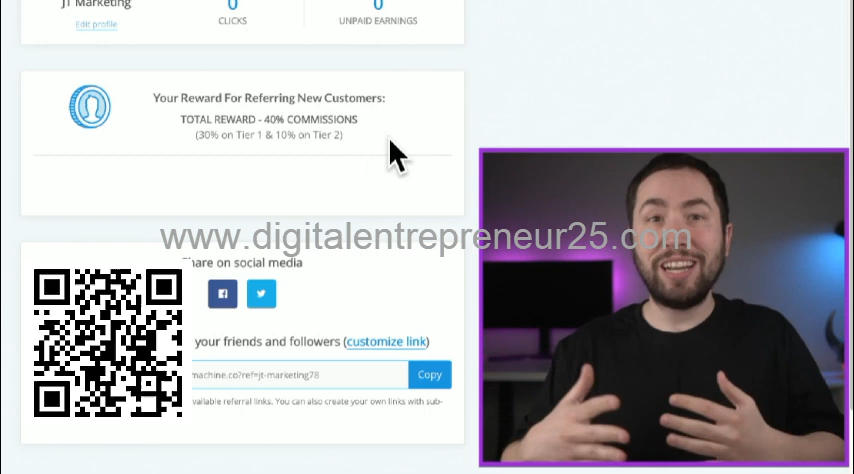 JT Marketing
Edit profile
0
CLICKS
0
UNPAID EARNINGS
Your Reward For Referring New Customers:
TOTAL REWARD - 40% COMMISSIONS
(30% on Tier 1 & 10% on Tier 2)
www.digitalentrepreneur25.com
Share on social media
your friends and followers (customize link)
machine.co?ref=jt-marketing78
Copy
available referral links. You can also create your own links with sub-